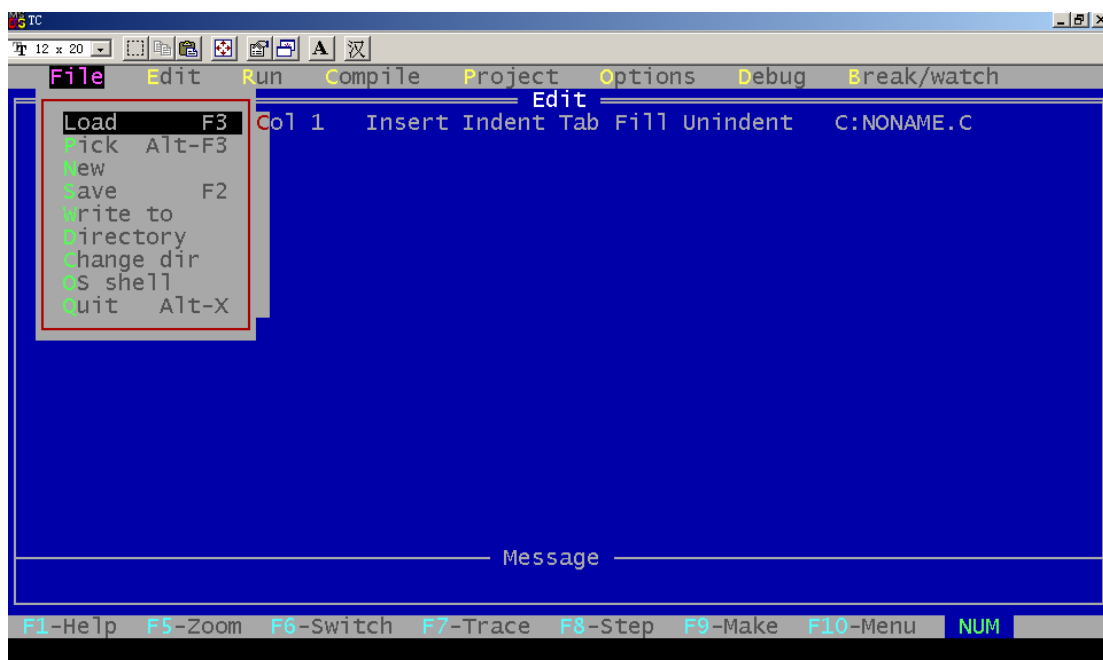 TC
12 x 20 A 汉
File Edit Run Compile Project Options Debug Break/watch
Edit
Col 1 Insert Indent Tab Fill Unindent C:NONAME.C
Load F3
Pick Alt-F3
New
Save F2
Write to
Directory
Change dir
OS shell
Quit Alt-X
Message
F1-Help F5-Zoom F6-Switch F7-Trace F8-Step F9-Make F10-Menu NUM